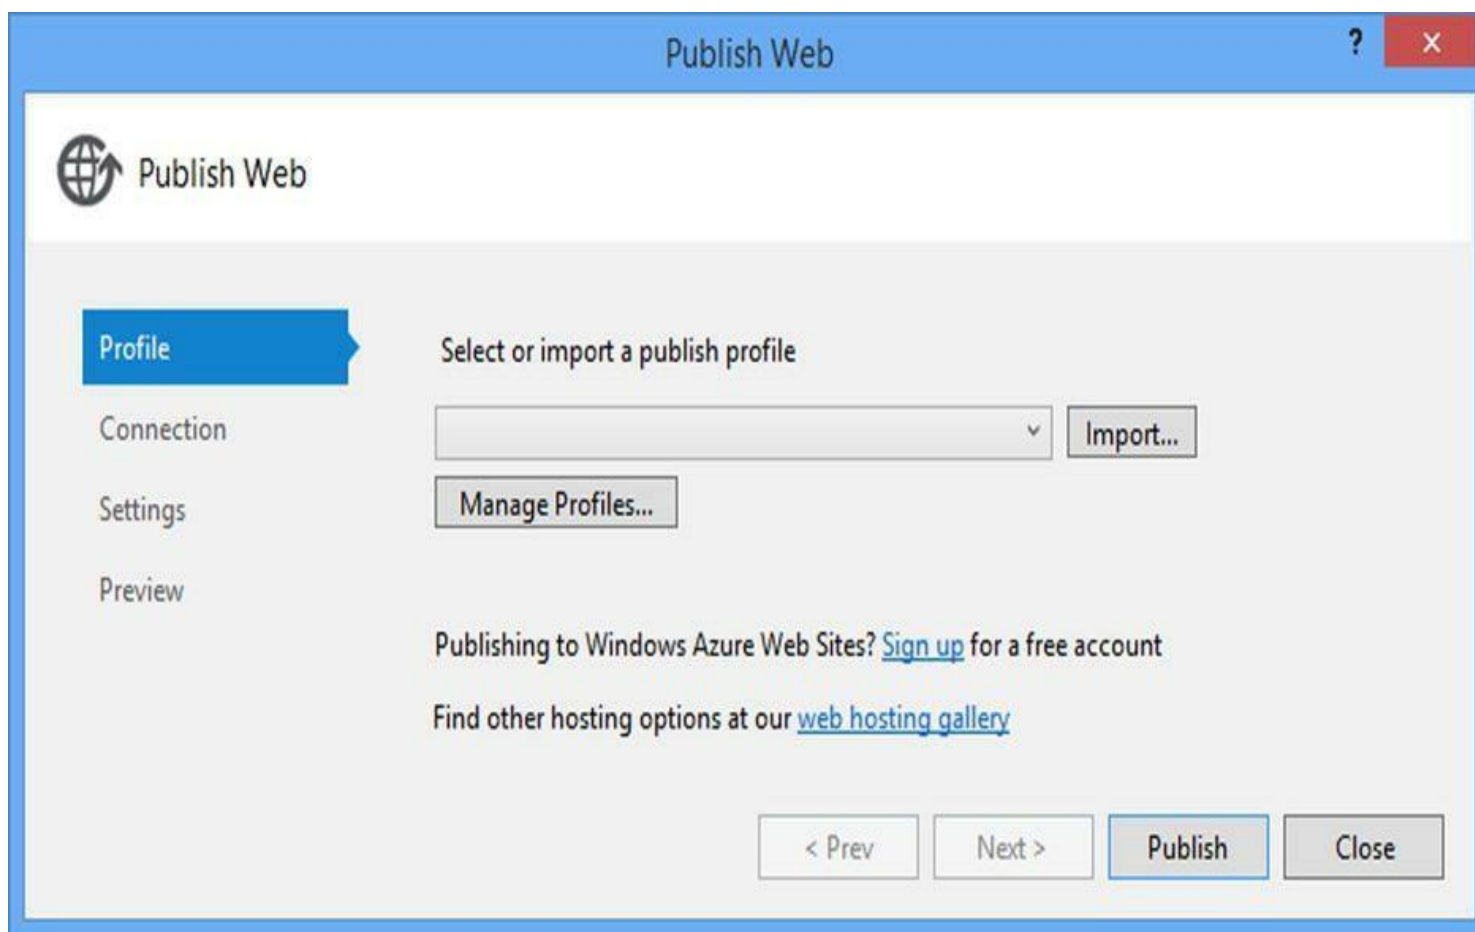 Publish Web
?
X
Publish Web
Profile
Select or import a publish profile
Connection
Import...
Settings
Manage Profiles...
Preview
Publishing to Windows Azure Web Sites? Sign up for a free account
Find other hosting options at our web hosting gallery
< Prev
Next >
Publish
Close